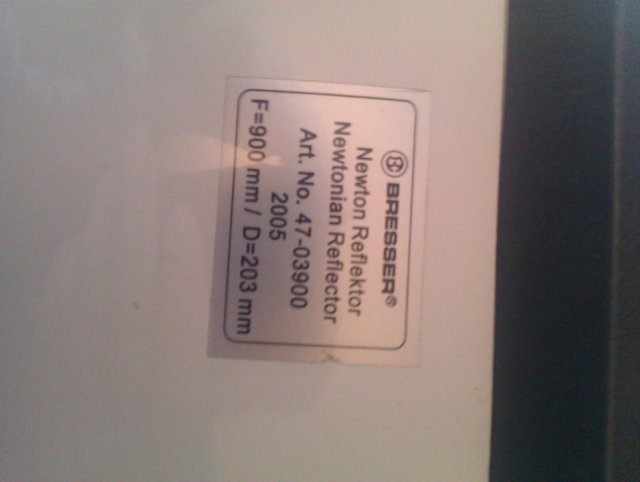 BRESSER®
Newton Reflektor
Newtonian Reflector
Art. No. 47-03900
2005
F=900 mm / D=203 mm